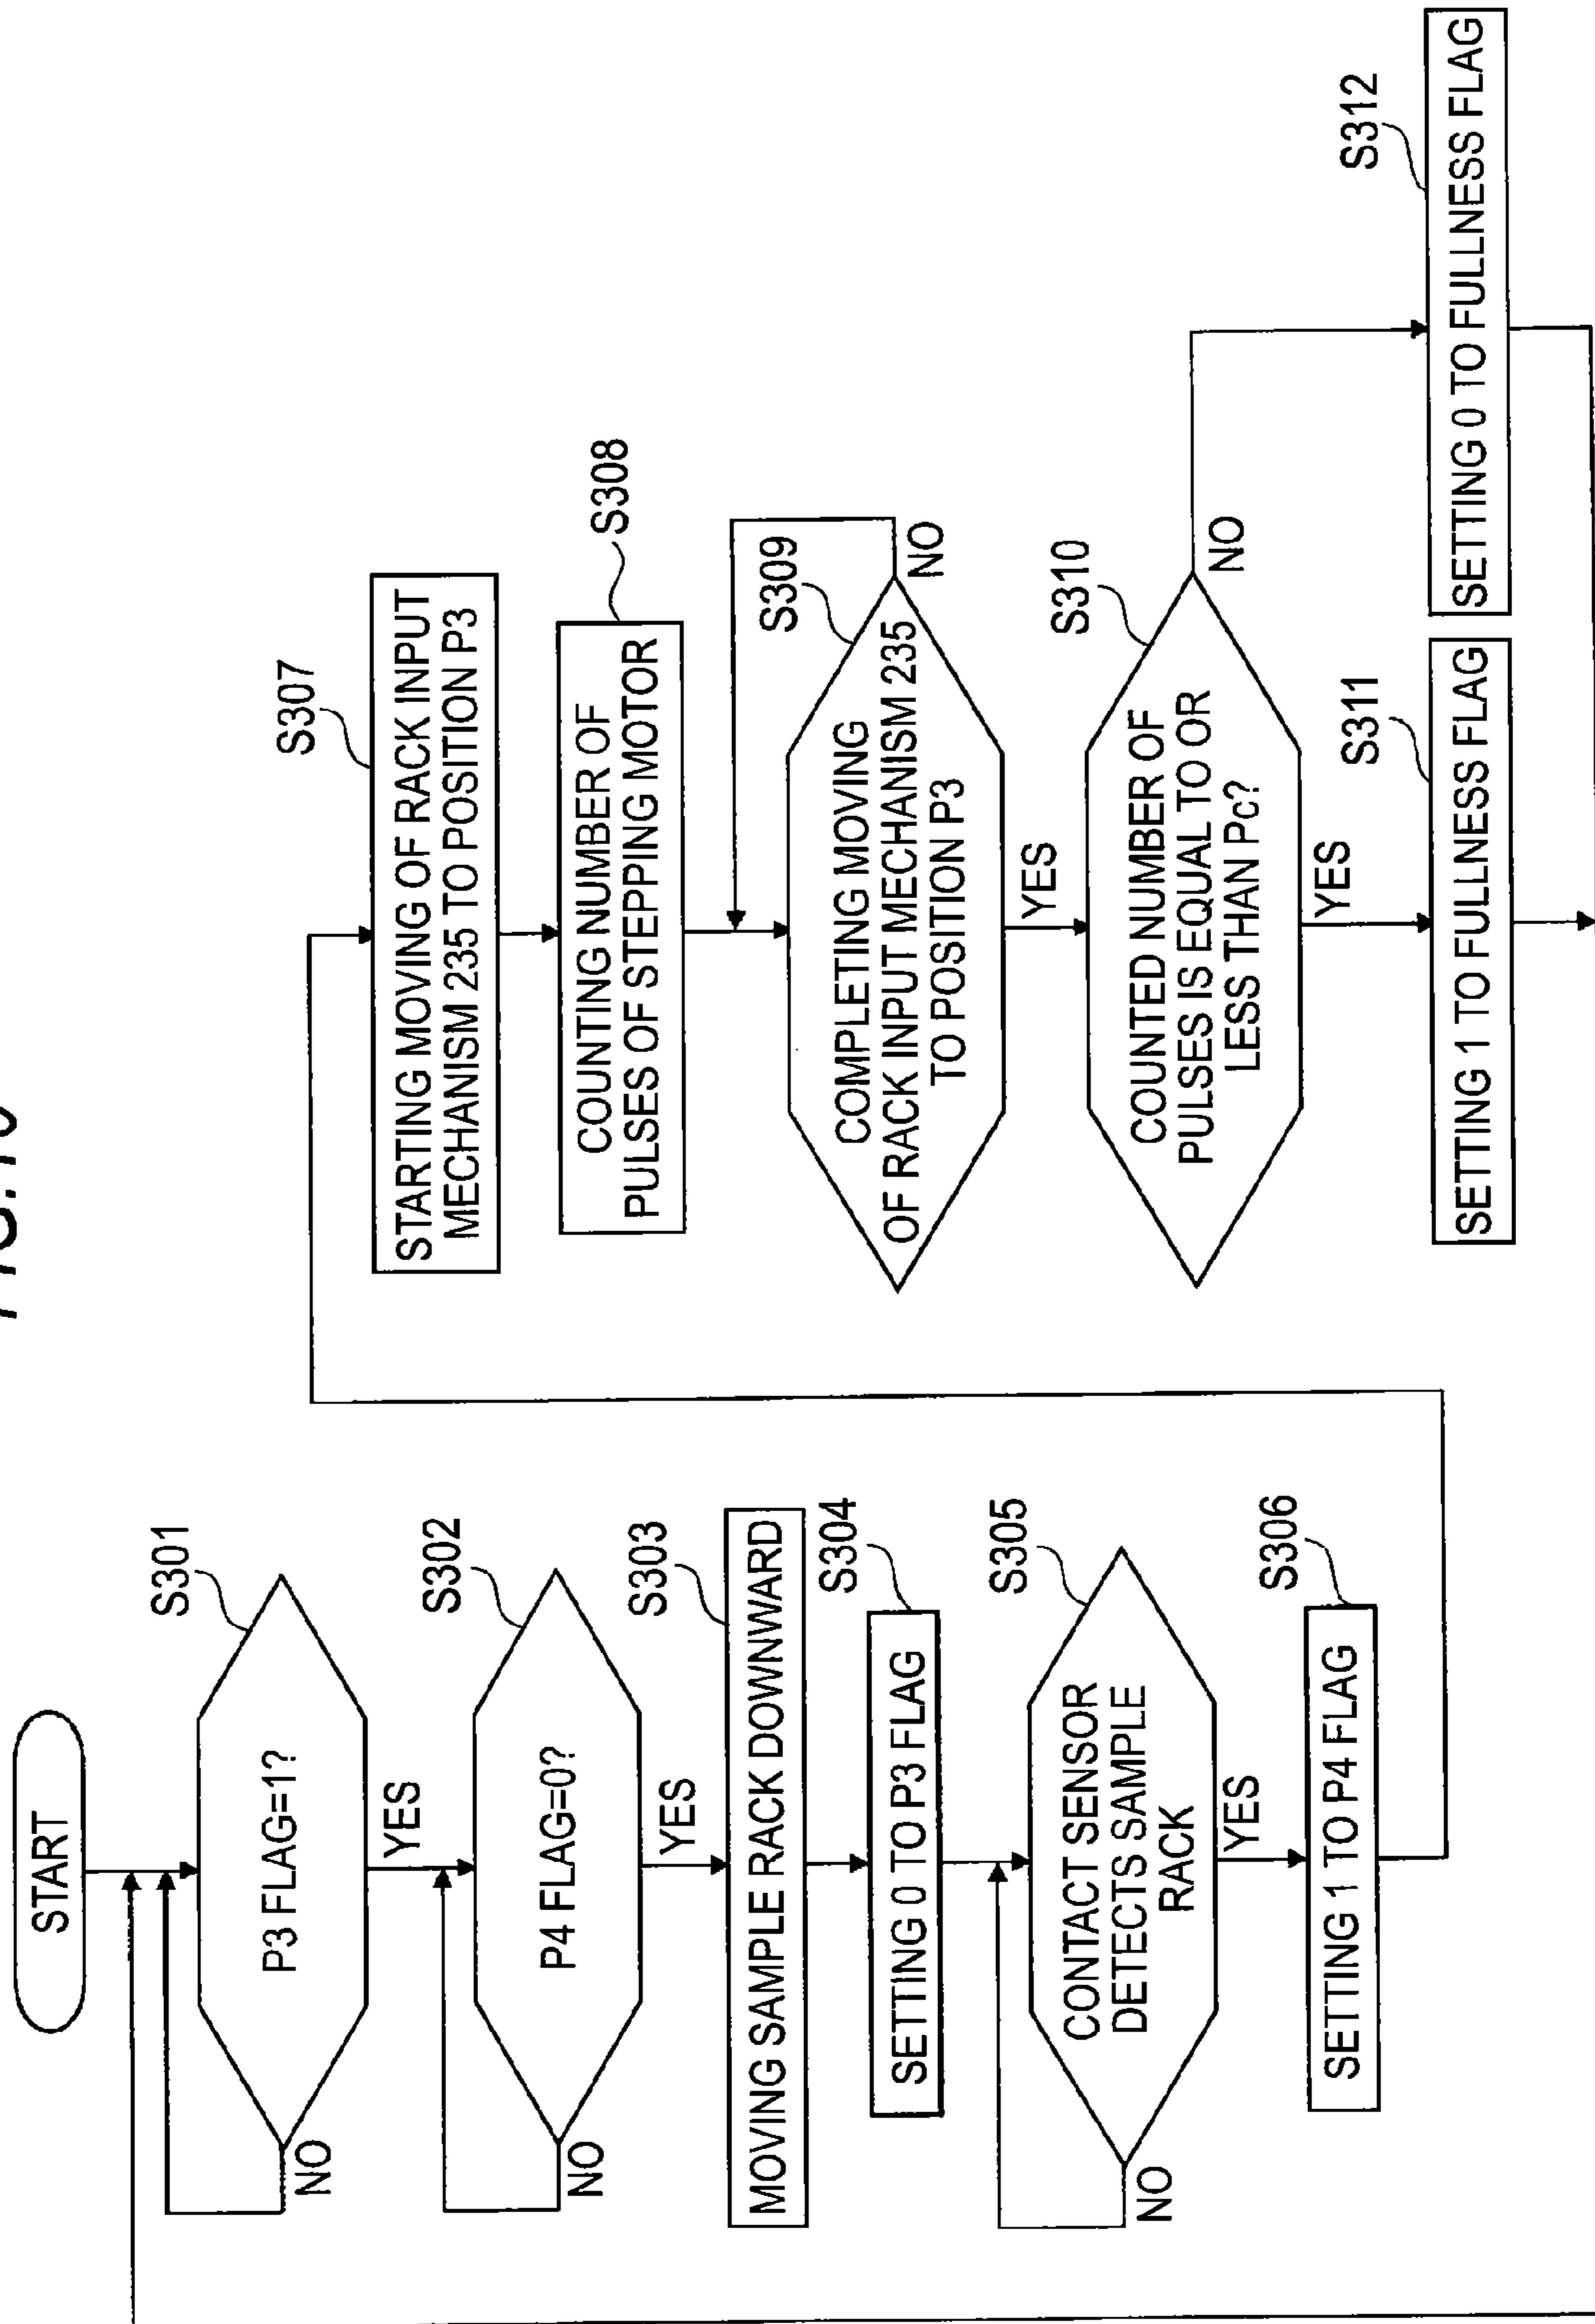 START
S301
P3 FLAG=1?
NO
YES
S302
P4 FLAG=0?
NO
YES
S303
MOVING SAMPLE RACK DOWNWARD
S304
SETTING 0 TO P3 FLAG
S305
CONTACT SENSOR
DETECTS SAMPLE
RACK
NO
YES
S306
SETTING 1 TO P4 FLAG
S307
STARTING MOVING OF RACK INPUT
MECHANISM 235 TO POSITION P3
S308
COUNTING NUMBER OF
PULSES OF STEPPING MOTOR
S309
COMPLETING MOVING
OF RACK INPUT MECHANISM 235
TO POSITION P3
NO
YES
S310
COUNTED NUMBER OF
PULSES IS EQUAL TO OR
LESS THAN Pc?
NO
YES
S311
SETTING 1 TO FULLNESS FLAG
S312
SETTING 0 TO FULLNESS FLAG